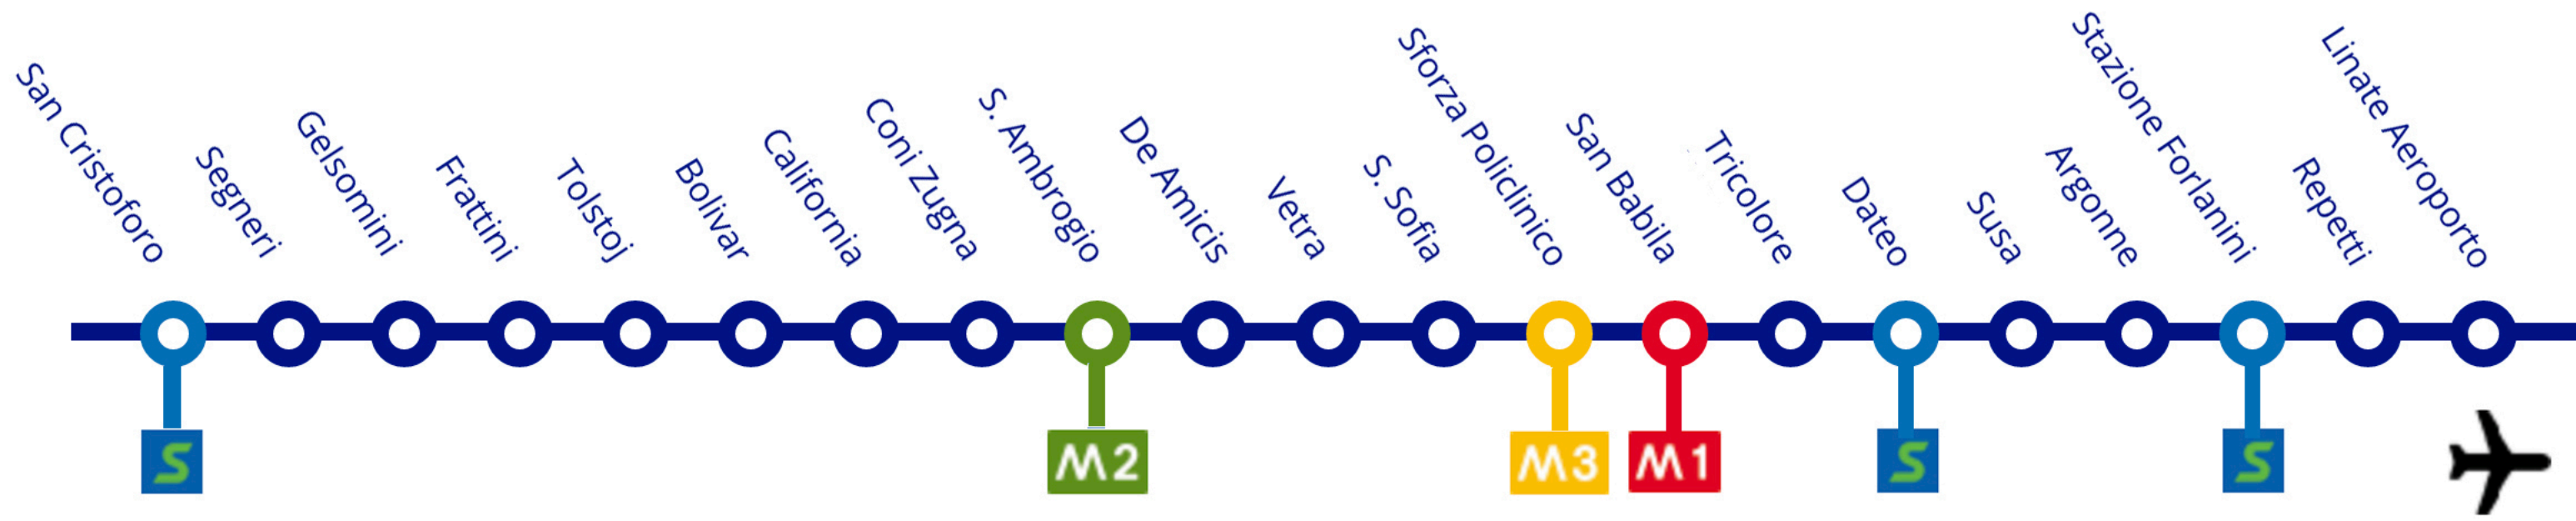 San Cristoforo
Segneri
Gelsomini
Frattini
Tolstoj
Bolivar
California
Coni Zugna
S. Ambrogio
De Amicis
Vetra
S. Sofia
Sforza Policlinico
San Babila
Tricolore
Dateo
Susa
Argonne
Stazione Forlanini
Repetti
Linate Aeroporto
S
M2
M3
M1
S
S